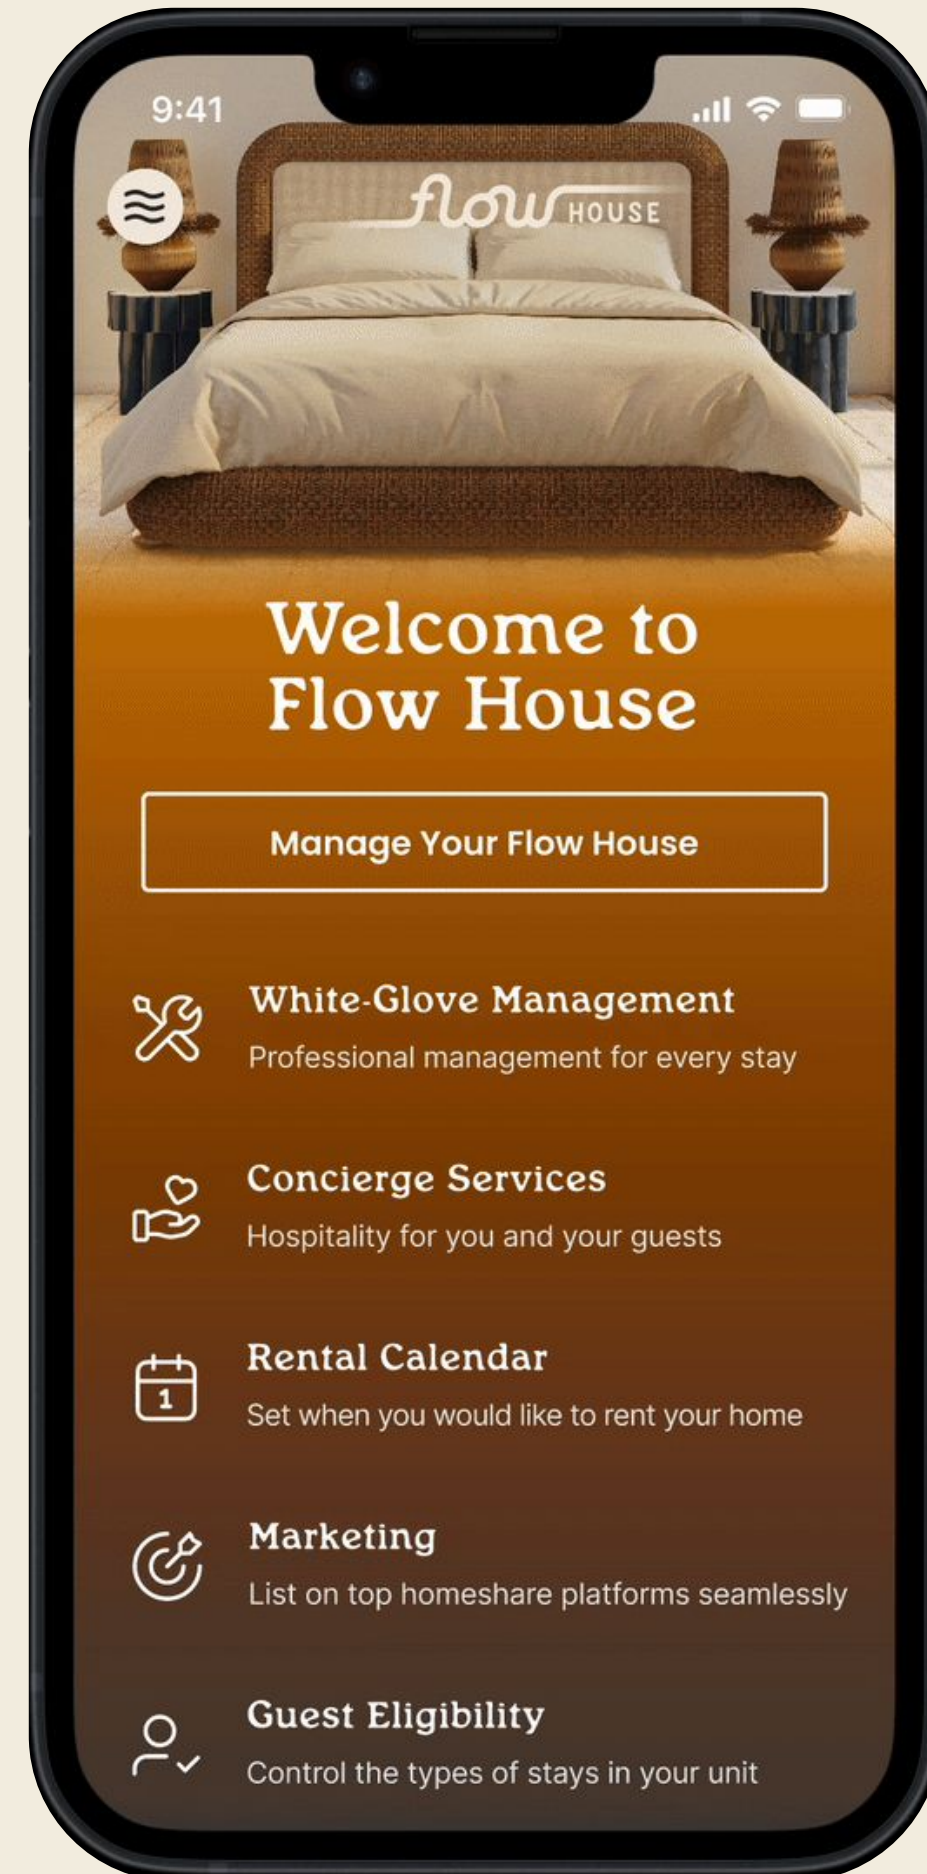 9:41
flow HOUSE
Welcome to
Flow House
Manage Your Flow House
White-Glove Management
Professional management for every stay
Concierge Services
Hospitality for you and your guests
1
Rental Calendar
Set when you would like to rent your home
Marketing
List on top homeshare platforms seamlessly
Guest Eligibility
Control the types of stays in your unit